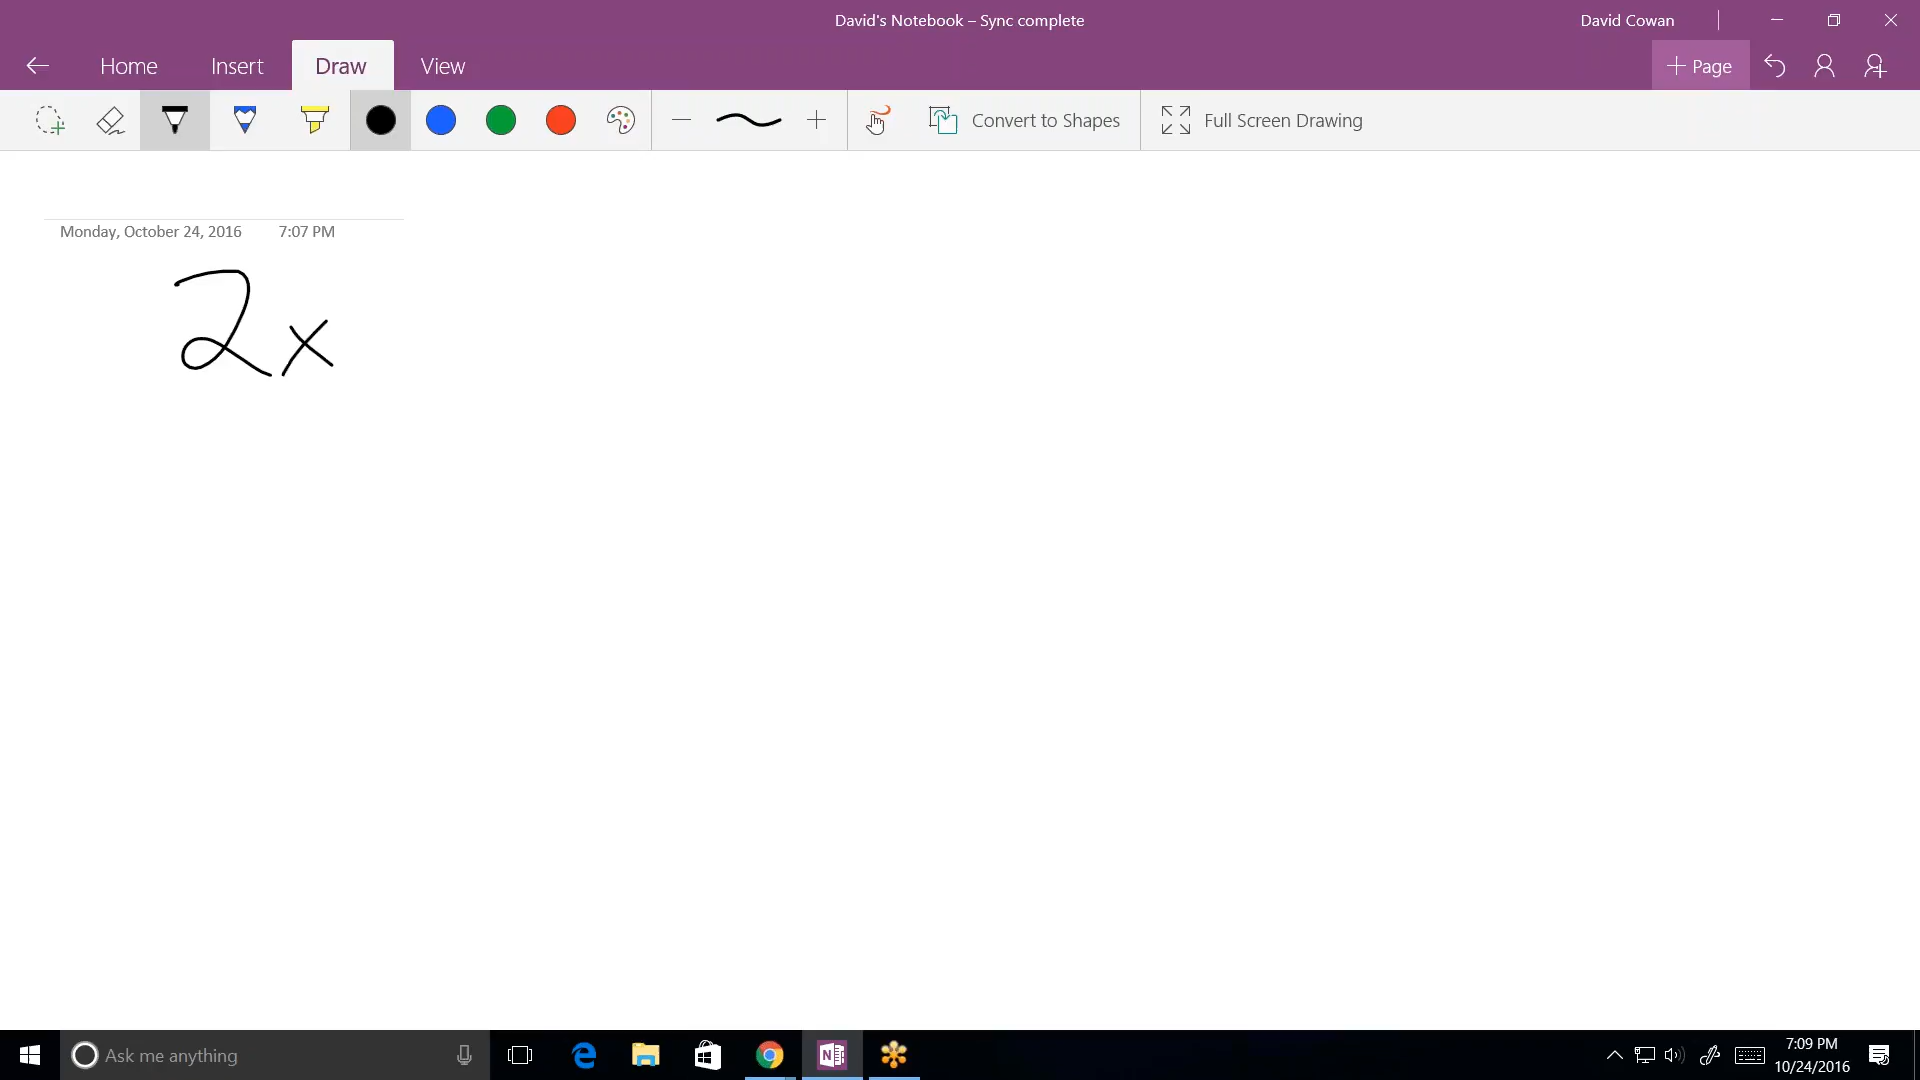 David's Notebook – Sync complete
David Cowan
Home Insert Draw View
Page
Convert to Shapes
Full Screen Drawing
Monday, October 24, 2016 7:07 PM
2x
Ask me anything
7:09 PM
10/24/2016